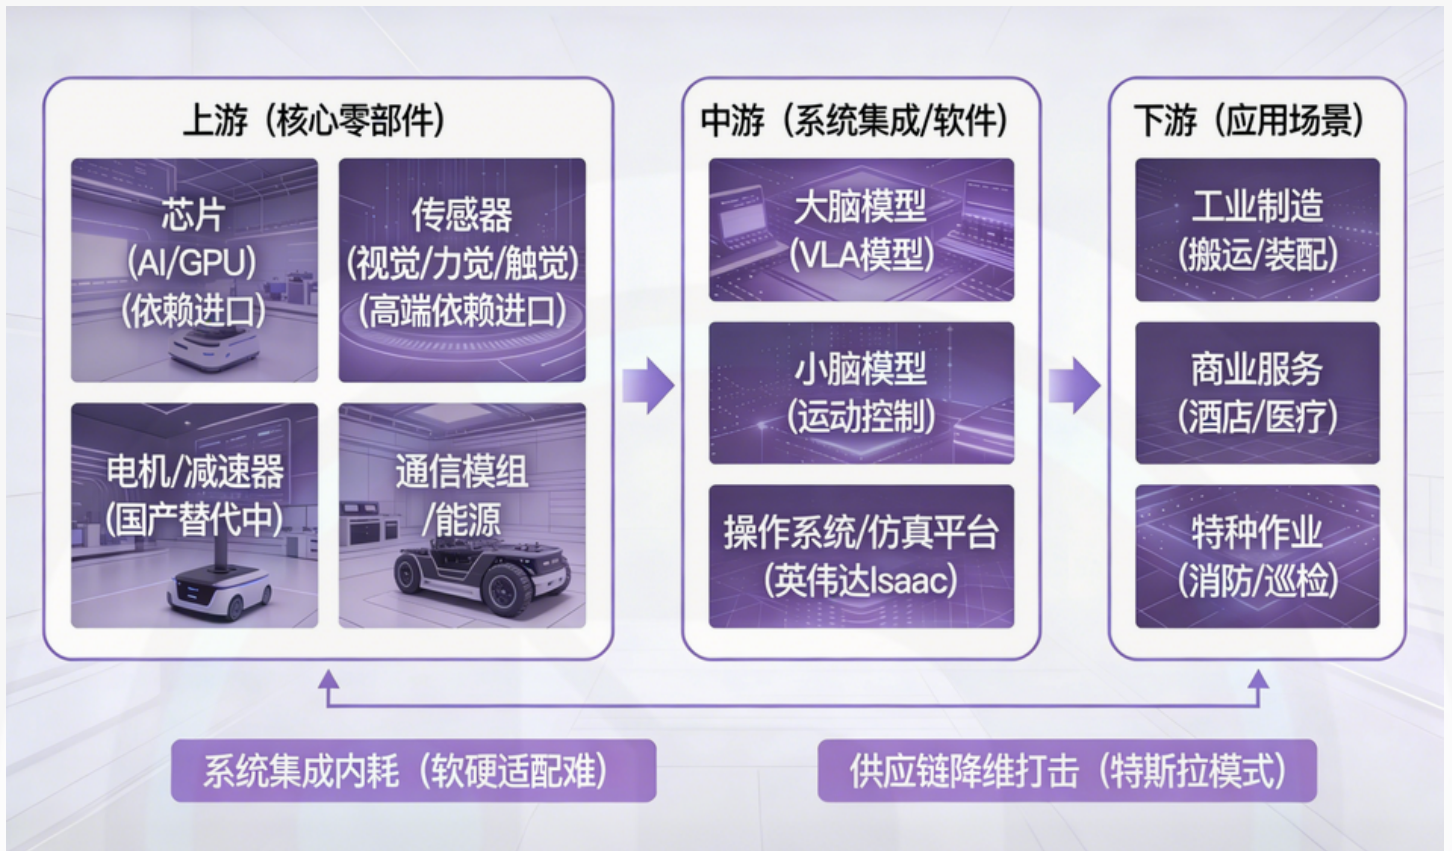 上游（核心零部件）
芯片
(AI/GPU)
(依赖进口)
传感器
(视觉/力觉/触觉)
(高端依赖进口)
电机/减速器
(国产替代中)
通信模组
/能源
中游（系统集成/软件）
大脑模型
(VLA模型)
小脑模型
(运动控制)
操作系统/仿真平台
(英伟达Isaac)
下游（应用场景）
工业制造
(搬运/装配)
商业服务
(酒店/医疗)
特种作业
(消防/巡检)
系统集成内耗（软硬适配难）
供应链降维打击（特斯拉模式）